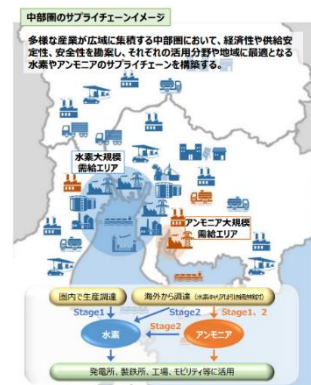 中部圏のサプライチェーンイメージ
多様な産業が広域に集積する中部圏において、経済性や供給安
定性、安全性を勘案し、それぞれの活用分野や地域に最適となる
水素やアンモニアのサプライチェーンを構築する。
水素大規模
需給エリア
アンモニア大規模
需給エリア
圏内で生産調達
海外から調達
Stage1
Stage2
Stage1、2
水素
Stage2
アンモニア
発電所、製鉄所、工場、モビリティ等に活用